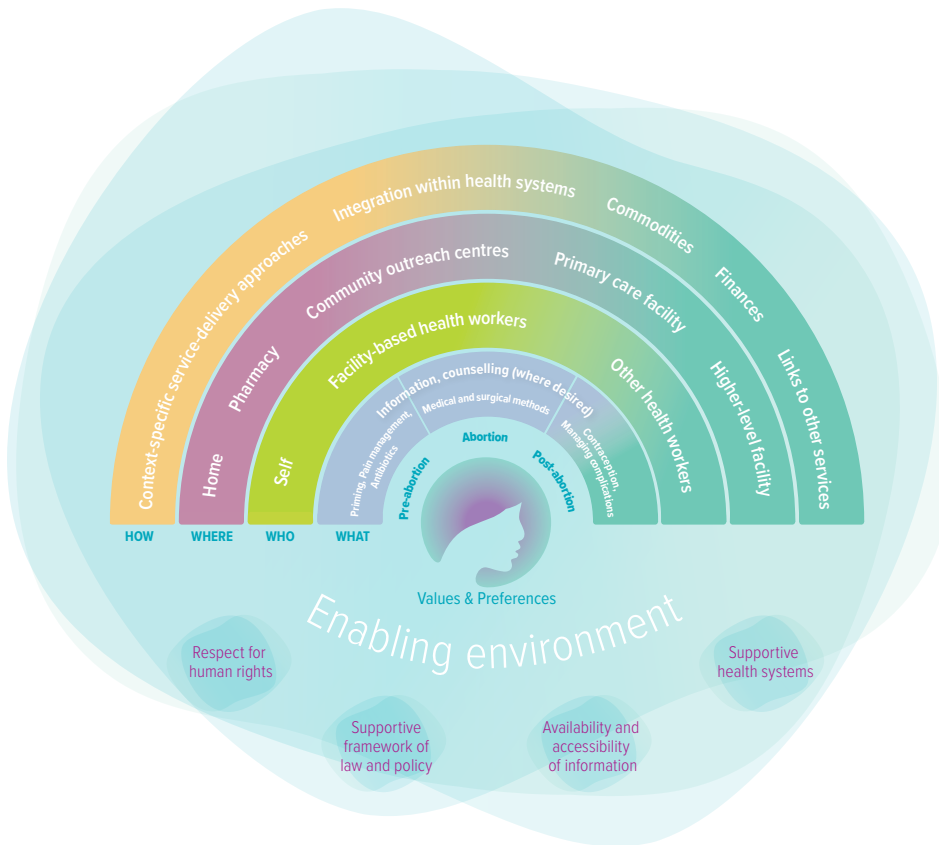 Context-specific service-delivery approaches
Integration within health systems
Commodities
Finances
Links to other services
Home
Pharmacy
Community outreach centres
Primary care facility
Higher-level facility
Self
Facility-based health workers
Other health workers
Information, counselling (where desired)
Priming, Pain management,
Antibiotics
Medical and surgical methods
Contraception,
Managing complications
Pre-abortion
Abortion
Post-abortion
HOW
WHERE
WHO
WHAT
Values & Preferences
Enabling environment
Respect for
human rights
Supportive
framework of
law and policy
Availability and
accessibility
of information
Supportive
health systems